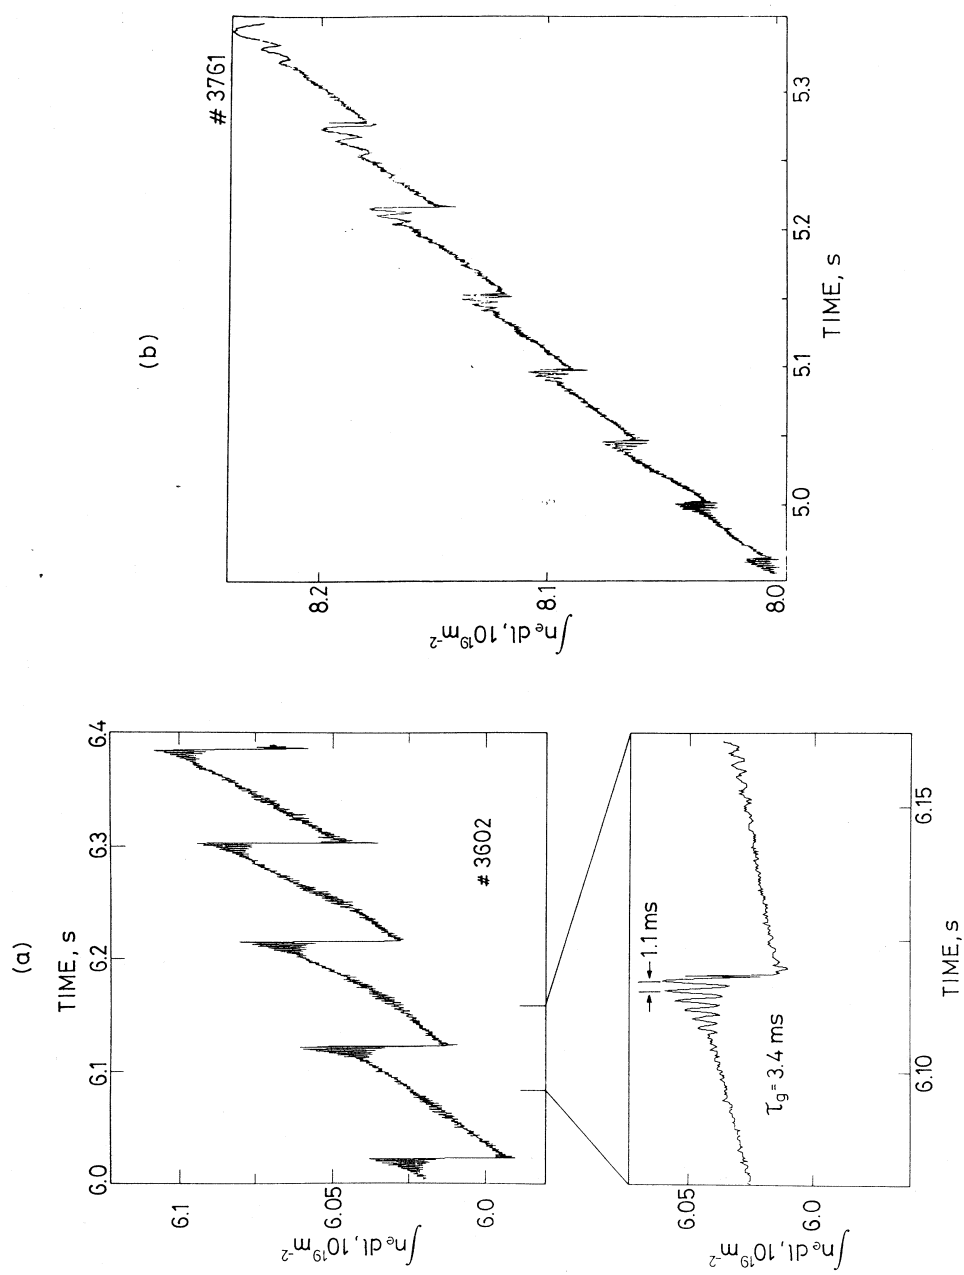 (a)
TIME, s
6.0 6.1 6.2 6.3 6.4
6.1
6.05
6.0
∫nₑdl, 10¹⁹m⁻²
# 3602
1.1 ms
τg = 3.4 ms
6.05
6.0
∫nₑdl, 10¹⁹m⁻²
6.10 6.15
TIME, s
(b)
# 3761
8.2
8.1
8.0
∫nₑdl, 10¹⁹m⁻²
5.0 5.1 5.2 5.3
TIME, s